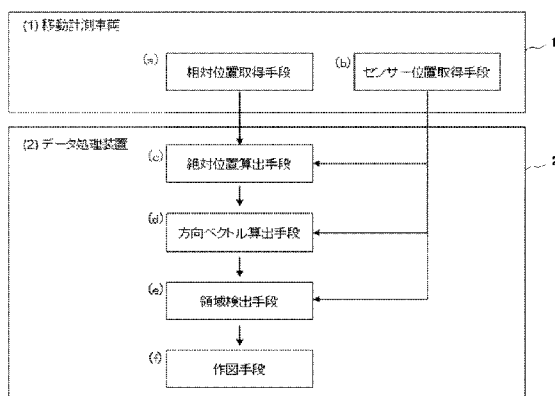 (1) 移動計測車両
1
(a)
相対位置取得手段
(b)
センサー位置取得手段
(2) データ処理装置
2
(c)
絶対位置算出手段
(d)
方向ベクトル算出手段
(e)
領域検出手段
(f)
作図手段